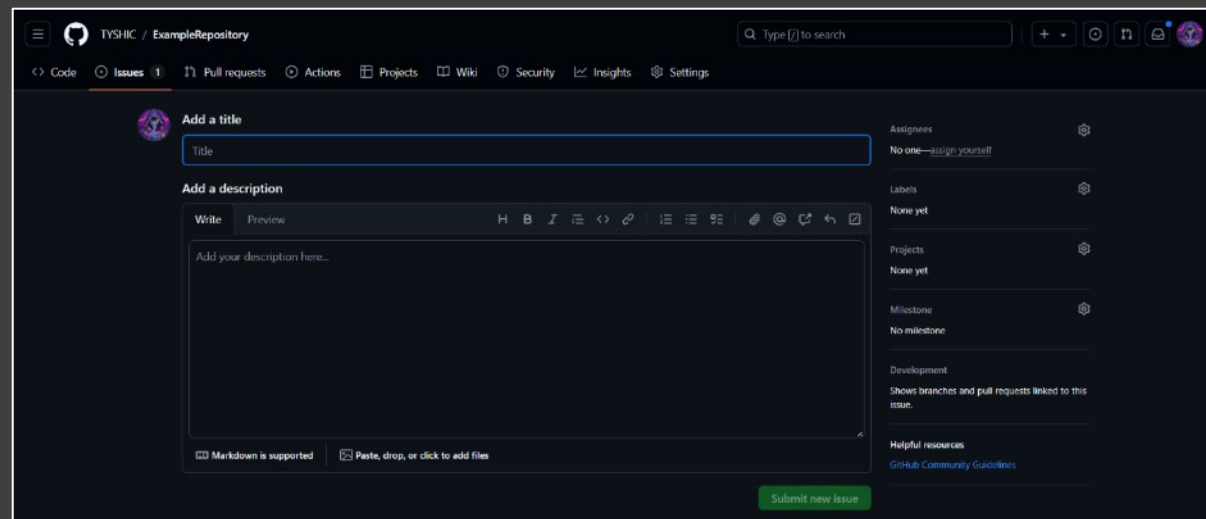 TYSHIC / ExampleRepository
Type / to search
Code Issues 1 Pull requests Actions Projects Wiki Security Insights Settings
Add a title
Title
Add a description
Write Preview
Add your description here...
Markdown is supported
Paste, drop, or click to add files
Submit new issue
Assignees
No one—assign yourself
Labels
None yet
Projects
None yet
Milestone
No milestone
Development
Shows branches and pull requests linked to this
issue.
Helpful resources
GitHub Community Guidelines